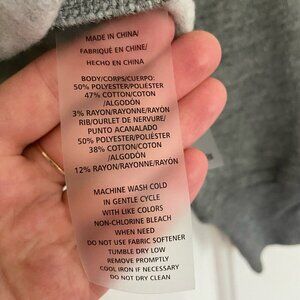 MADE IN CHINA/
FABRIQUÉ EN CHINE/
HECHO EN CHINA
BODY/CORPS/CUERPO:
50% POLYESTER/POLIÉSTER
47% COTTON/COTON
/ALGODÓN
3% RAYON/RAYONNE/RAYÓN
RIB/OURLET DE NERVURE/
PUNTO ACANALADO
50% POLYESTER/POLIÉSTER
38% COTTON/COTON
/ALGODÓN
12% RAYON/RAYONNE/RAYÓN
MACHINE WASH COLD
IN GENTLE CYCLE
WITH LIKE COLORS
NON-CHLORINE BLEACH
WHEN NEED
DO NOT USE FABRIC SOFTENER
TUMBLE DRY LOW
REMOVE PROMPTLY
COOL IRON IF NECESSARY
DO NOT DRY CLEAN